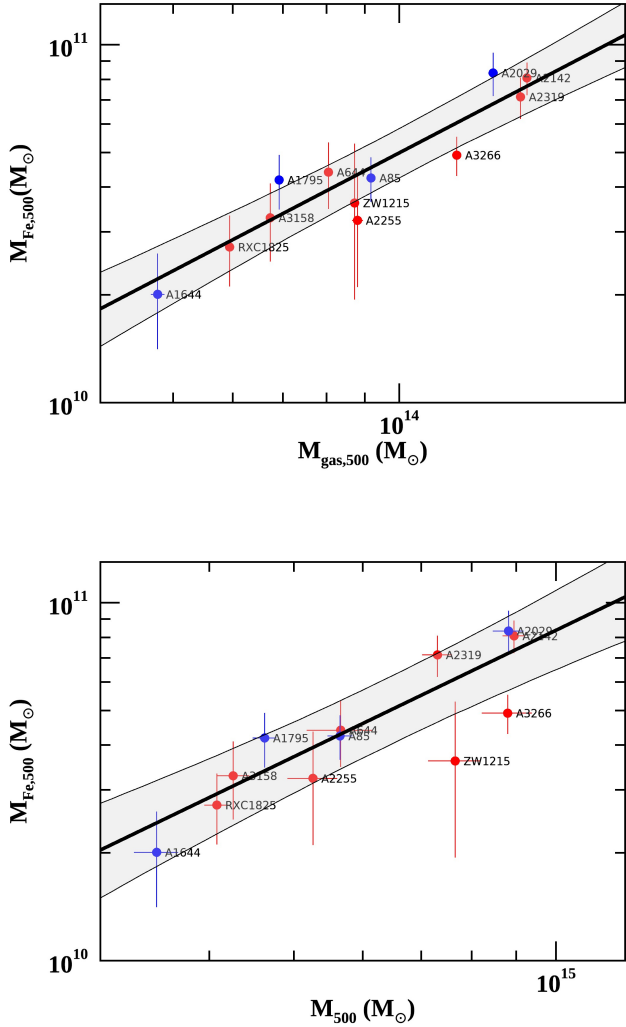 10^11
A2029
A2142
A2319
A3266
A644
A1795
A85
ZW1215
A3158
A2255
RXC1825
A1644
M_Fe,500(M_⊙)
10^10
10^14
M_gas,500 (M_⊙)
10^11
A2029
A2142
A2319
A3266
A644
A1795
A85
ZW1215
A3158
A2255
RXC1825
A1644
M_Fe,500 (M_⊙)
10^10
10^15
M_500 (M_⊙)